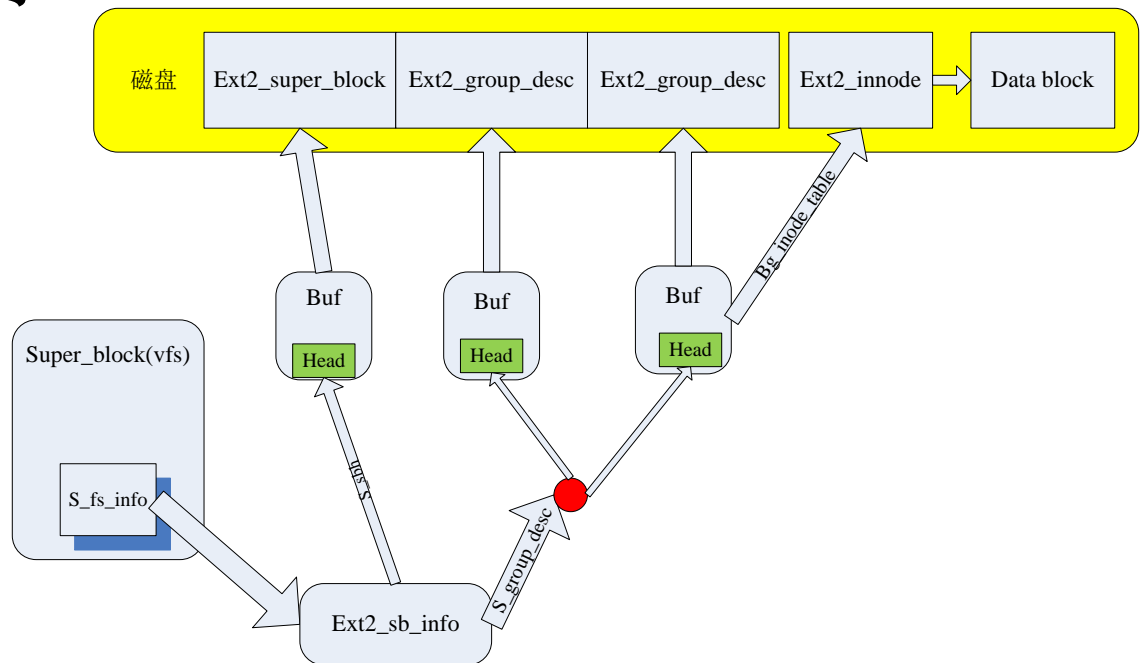 磁盘
Ext2_super_block
Ext2_group_desc
Ext2_group_desc
Ext2_innode
Data block
Bg_inode_table
Buf
Head
Buf
Head
Buf
Head
Super_block(vfs)
S_fs_info
S_sbh
S_group_desc
Ext2_sb_info